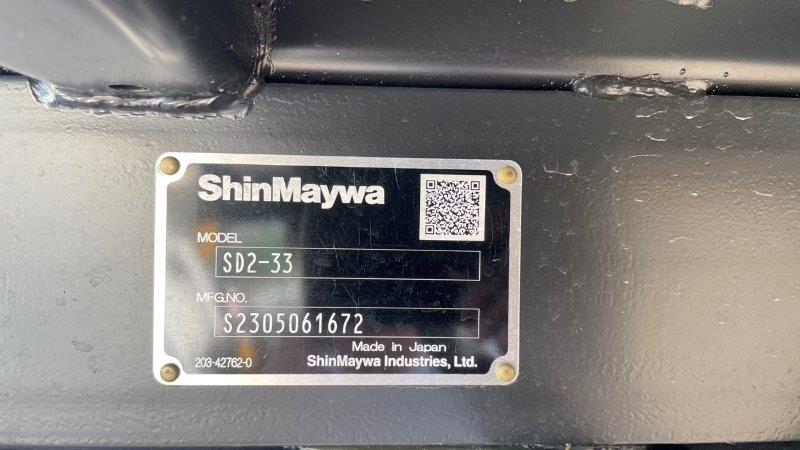 ShinMaywa
MODEL
SD2-33
MFG.NO.
S2305061672
Made in Japan
203-42762-0 ShinMaywa Industries, Ltd.